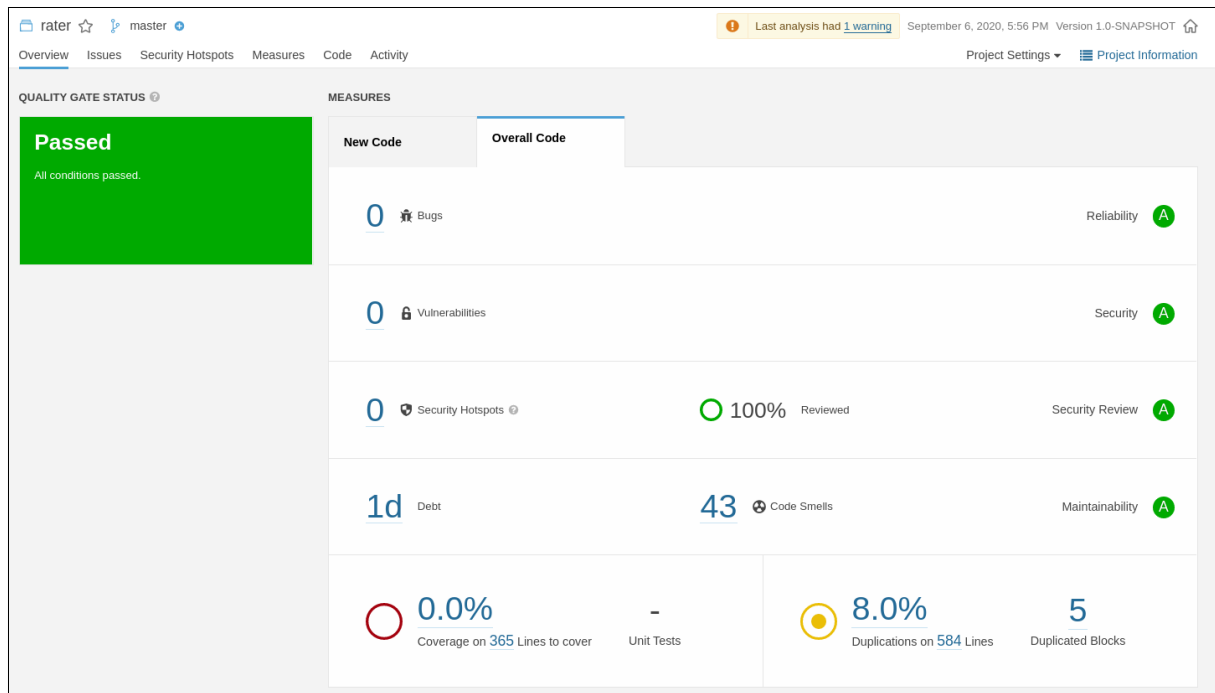 rater master Last analysis had 1 warning September 6, 2020, 5:56 PM Version 1.0-SNAPSHOT
Overview Issues Security Hotspots Measures Code Activity Project Settings Project Information
QUALITY GATE STATUS ? MEASURES
Passed
All conditions passed.
New Code Overall Code
0 Bugs Reliability A
0 Vulnerabilities Security A
0 Security Hotspots ? 100% Reviewed Security Review A
1d Debt 43 Code Smells Maintainability A
0.0% - 8.0% 5
Coverage on 365 Lines to cover Unit Tests Duplications on 584 Lines Duplicated Blocks